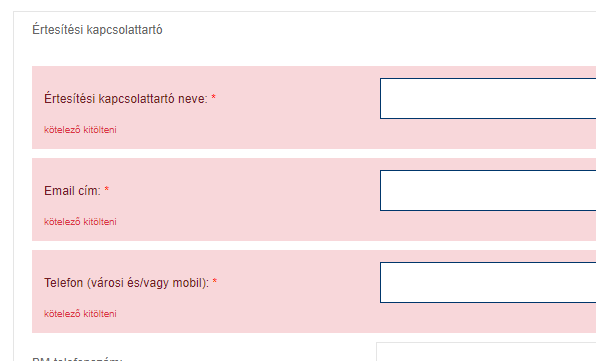 Értesítési kapcsolattartó
Értesítési kapcsolattartó neve: *
kötelező kitölteni
Email cím: *
kötelező kitölteni
Telefon (városi és/vagy mobil): *
kötelező kitölteni